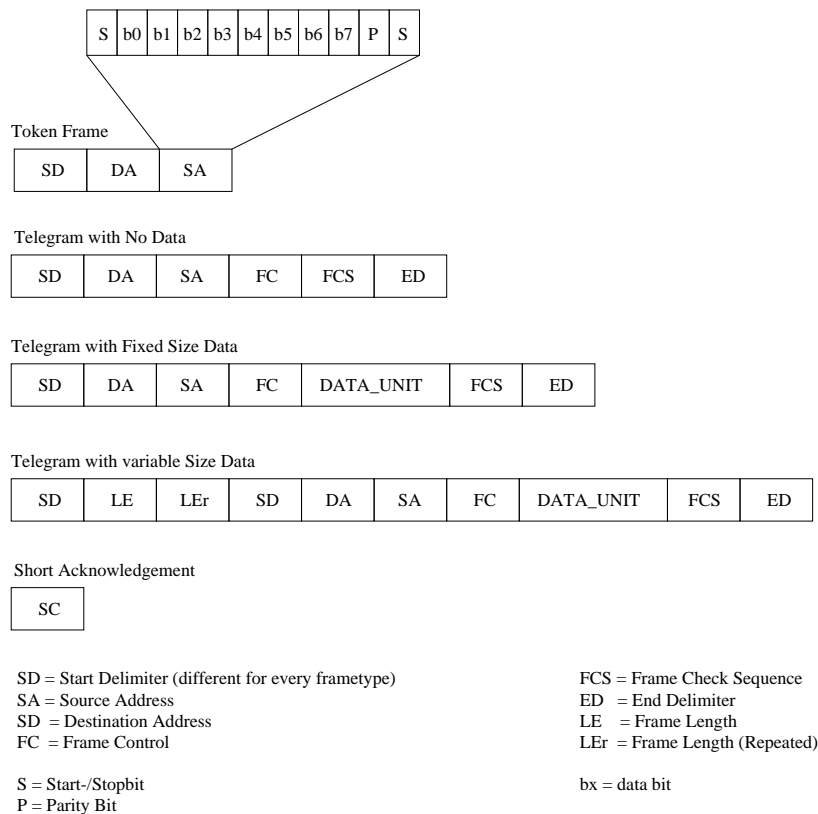 S b0 b1 b2 b3 b4 b5 b6 b7 P S
Token Frame
SD DA SA
Telegram with No Data
SD DA SA FC FCS ED
Telegram with Fixed Size Data
SD DA SA FC DATA_UNIT FCS ED
Telegram with variable Size Data
SD LE LEr SD DA SA FC DATA_UNIT FCS ED
Short Acknowledgement
SC
SD = Start Delimiter (different for every frametype)
SA = Source Address
SD = Destination Address
FC = Frame Control
S = Start-/Stopbit
P = Parity Bit
FCS = Frame Check Sequence
ED = End Delimiter
LE = Frame Length
LEr = Frame Length (Repeated)
bx = data bit